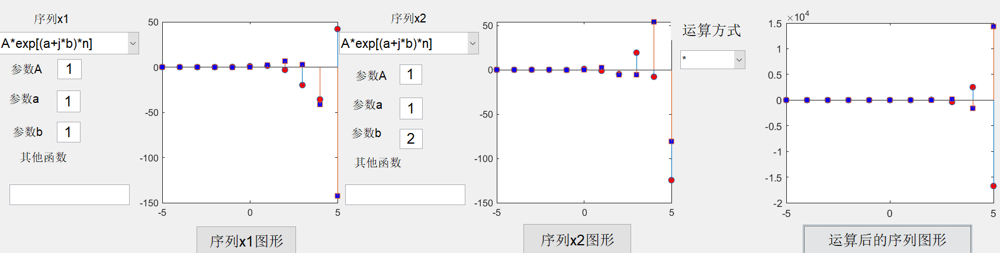 序列x1
A*exp[(a+j*b)*n]
参数A 1
参数a 1
参数b 1
其他函数
50
0
-50
-100
-150
-5 0 5
序列x1图形
序列x2
A*exp[(a+j*b)*n]
参数A 1
参数a 1
参数b 2
其他函数
50
0
-50
-100
-150
-5 0 5
序列x2图形
运算方式
*
×10⁴
1.5
1
0.5
0
-0.5
-1
-1.5
-2
-5 0 5
运算后的序列图形